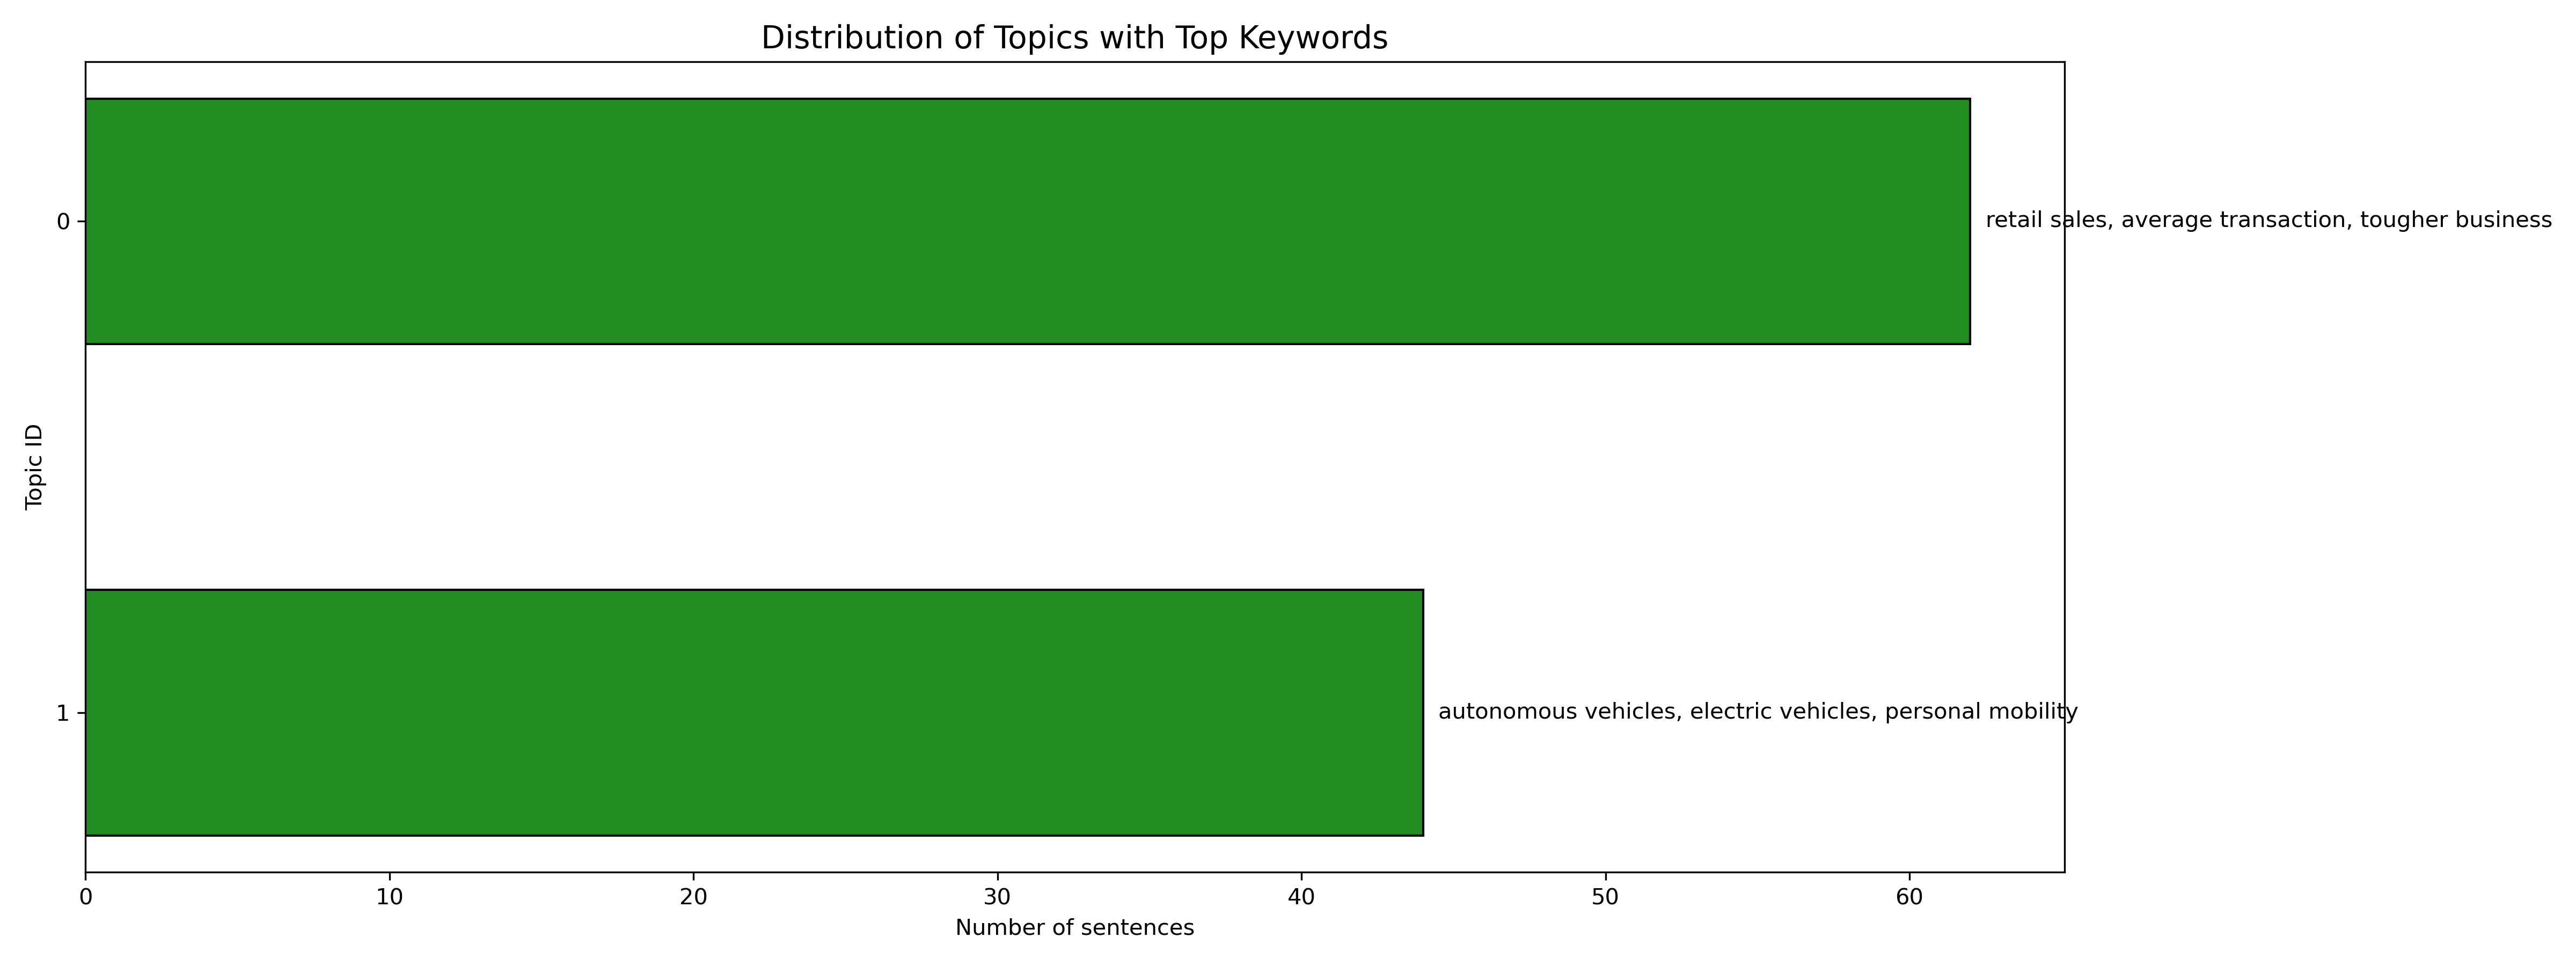 Distribution of Topics with Top Keywords
0
retail sales, average transaction, tougher business
Topic ID
1
autonomous vehicles, electric vehicles, personal mobility
0 10 20 30 40 50 60
Number of sentences